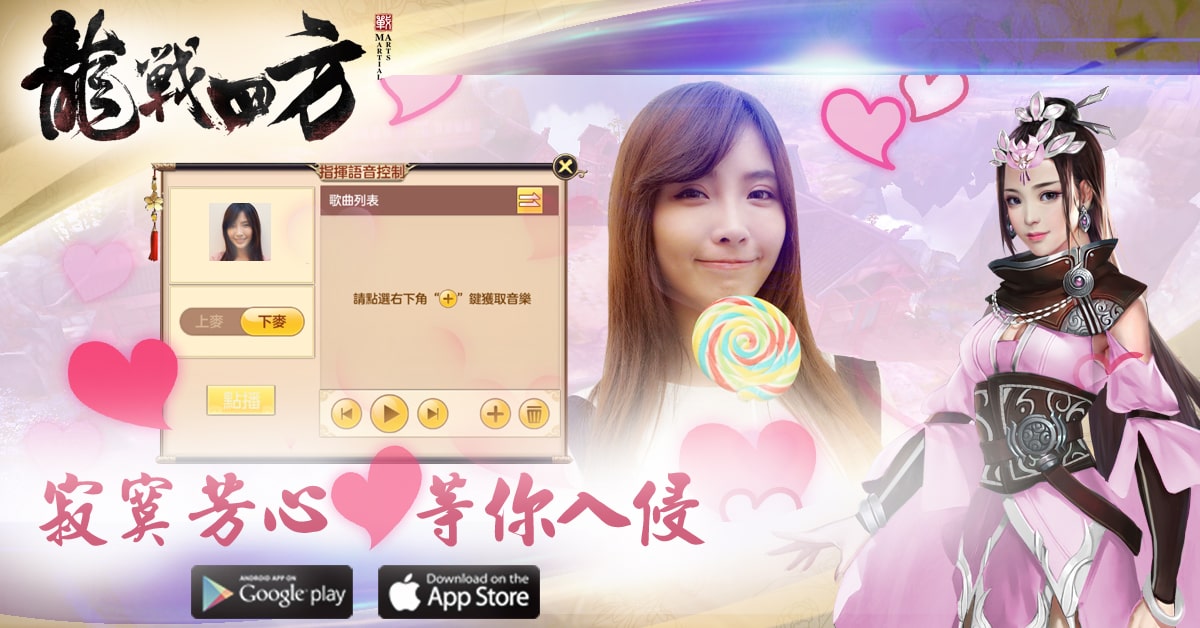 龍戰四方
戰
MARTIAL
ARTS
指揮語音控制
歌曲列表
請點選右下角“+”鍵獲取音樂
上麥
下麥
點播
寂寞芳心
等你入侵
ANDROID APP ON
Google play
Download on the
App Store